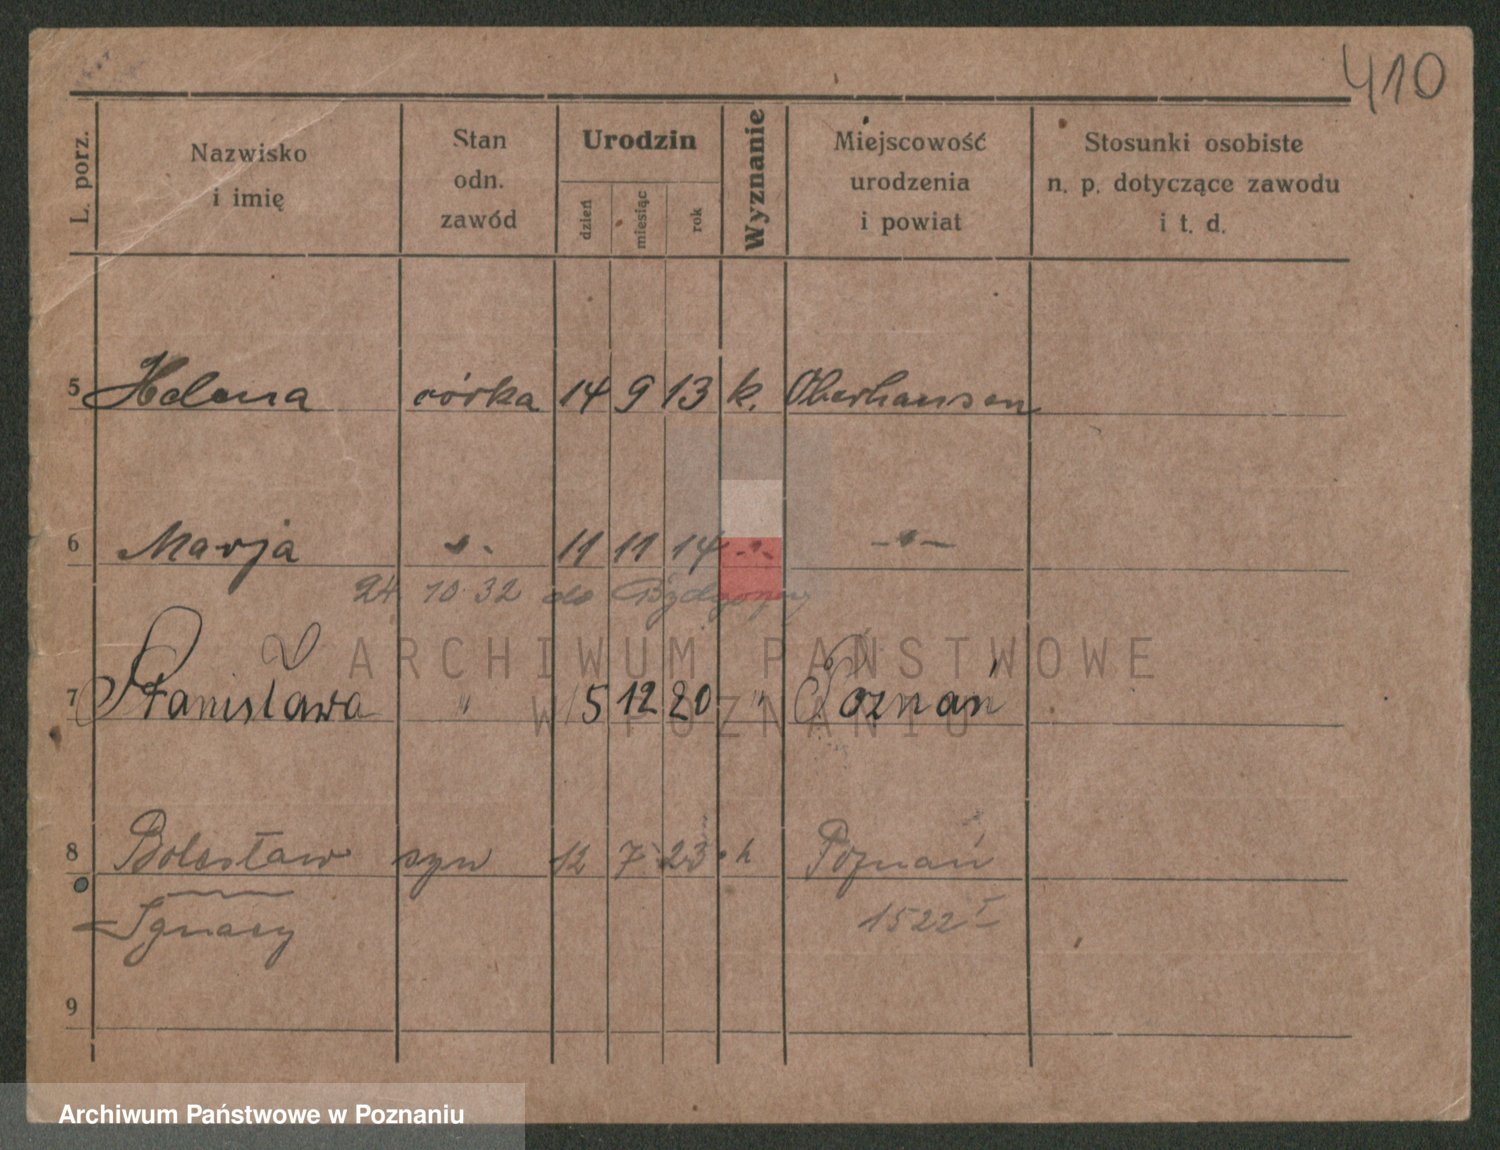 410
L. porz. Nazwisko i imię Stan odn. zawód Urodzin dzień miesiąc rok Wyznanie Miejscowość urodzenia i powiat Stosunki osobiste n. p. dotyczące zawodu i t. d.
5 Helena córka 14 9 13 k. Oberhausen
6 Marja -"- 11 11 14 -"- -"-
24 10 32 do Bydgoszczy
ARCHIWUM PAŃSTWOWE
7 Stanisława " 15 12 20 " Poznań
W POZNANIU
8 Bolesław syn 12 7 23 k Poznań
Ignacy 1522 I
9
Archiwum Państwowe w Poznaniu